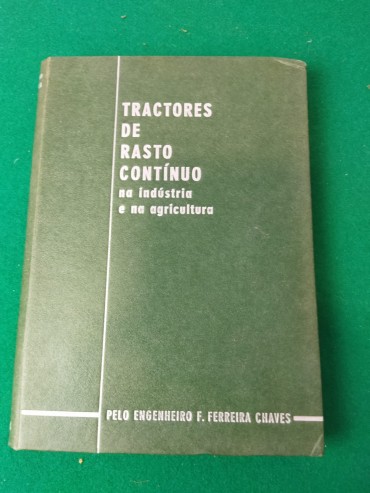 TRACTORES
DE
RASTO
CONTÍNUO
na indústria
e na agricultura
PELO ENGENHEIRO F. FERREIRA CHAVES